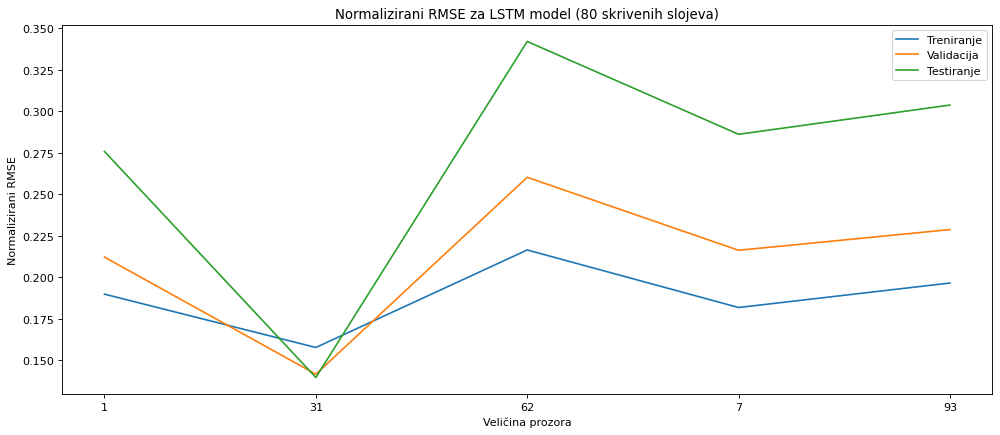 Normalizirani RMSE za LSTM model (80 skrivenih slojeva)
Treniranje
Validacija
Testiranje
Normalizirani RMSE
0.350
0.325
0.300
0.275
0.250
0.225
0.200
0.175
0.150
1 31 62 7 93
Veličina prozora